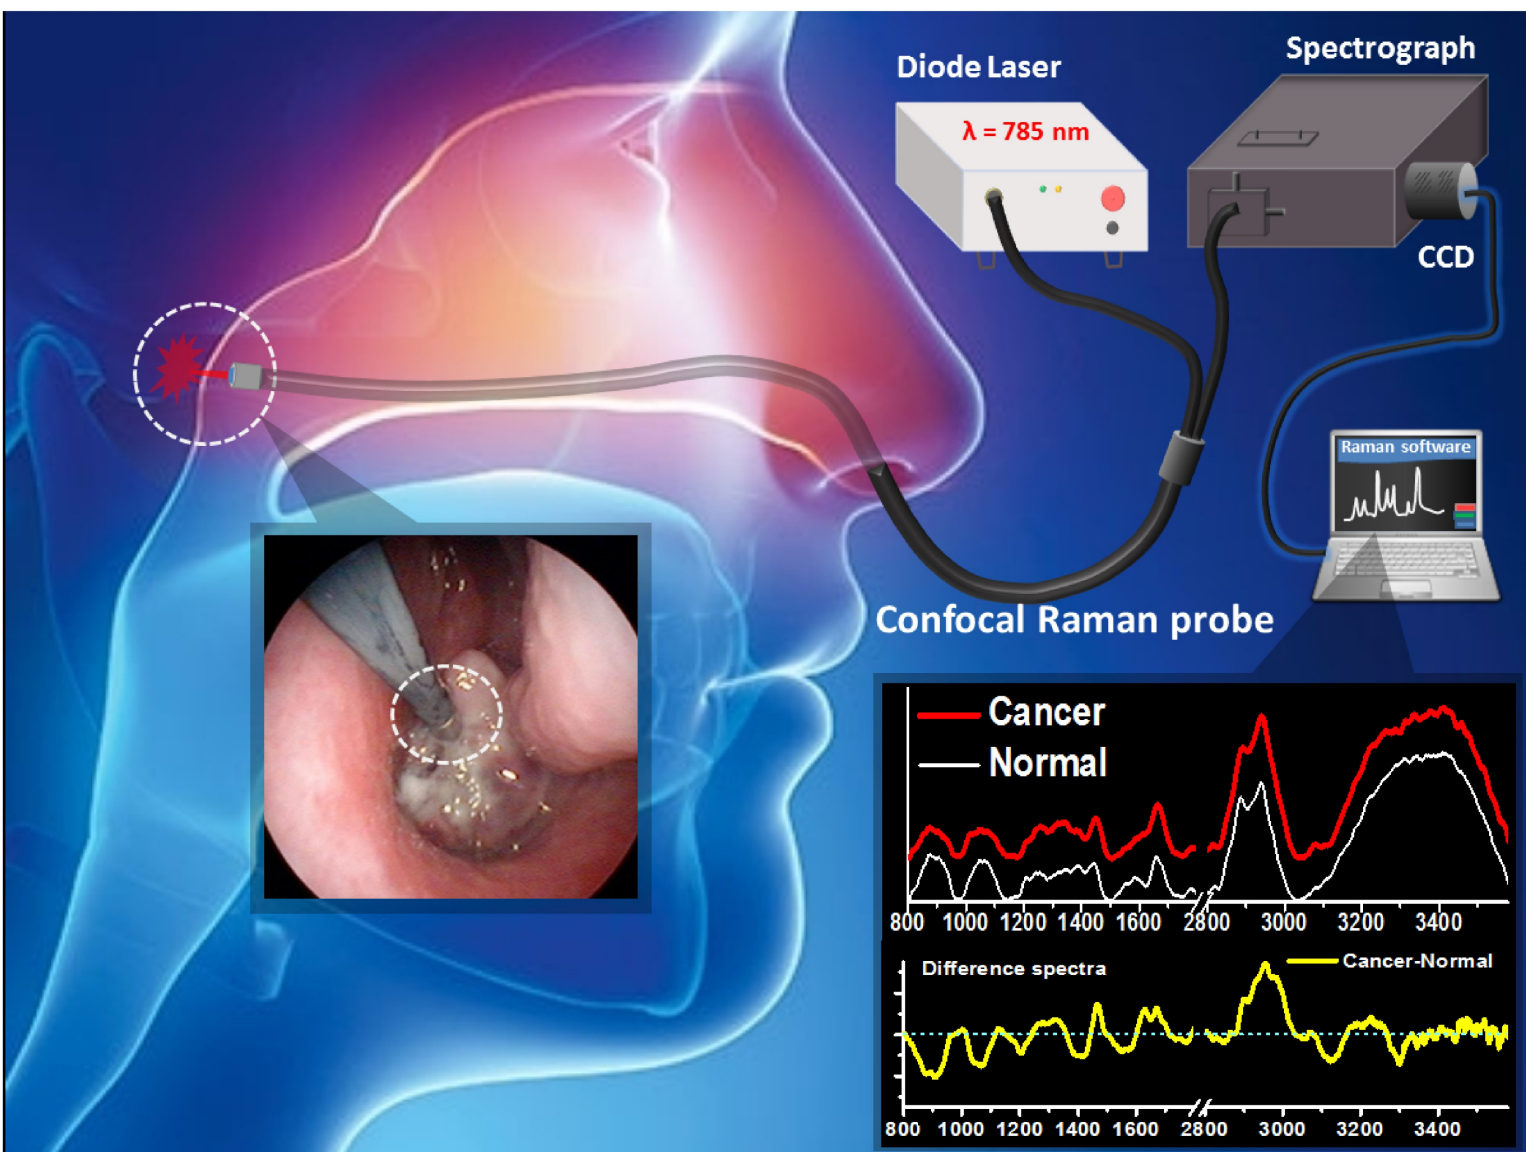 Spectrograph
Diode Laser
λ = 785 nm
CCD
Raman software
Confocal Raman probe
Cancer
Normal
800 1000 1200 1400 1600 2800 3000 3200 3400
Difference spectra
Cancer-Normal
800 1000 1200 1400 1600 2800 3000 3200 3400